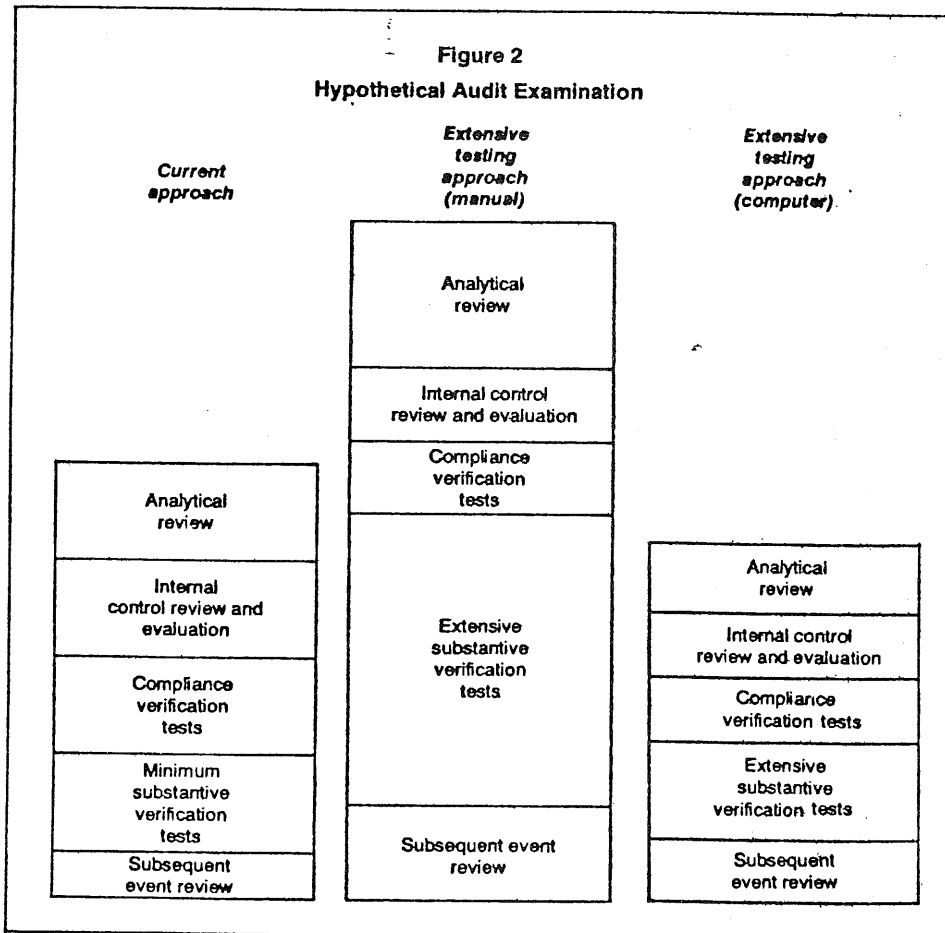 Figure 2
Hypothetical Audit Examination
Current
approach
Analytical
review
Internal
control review and
evaluation
Compliance
verification
tests
Minimum
substantive
verification
tests
Subsequent
event review
Extensive
testing
approach
(manual)
Analytical
review
Internal control
review and evaluation
Compliance
verification
tests
Extensive
substantive
verification
tests
Subsequent event
review
Extensive
testing
approach
(computer)
Analytical
review
Internal control
review and evaluation
Compliance
verification tests
Extensive
substantive
verification tests
Subsequent
event review